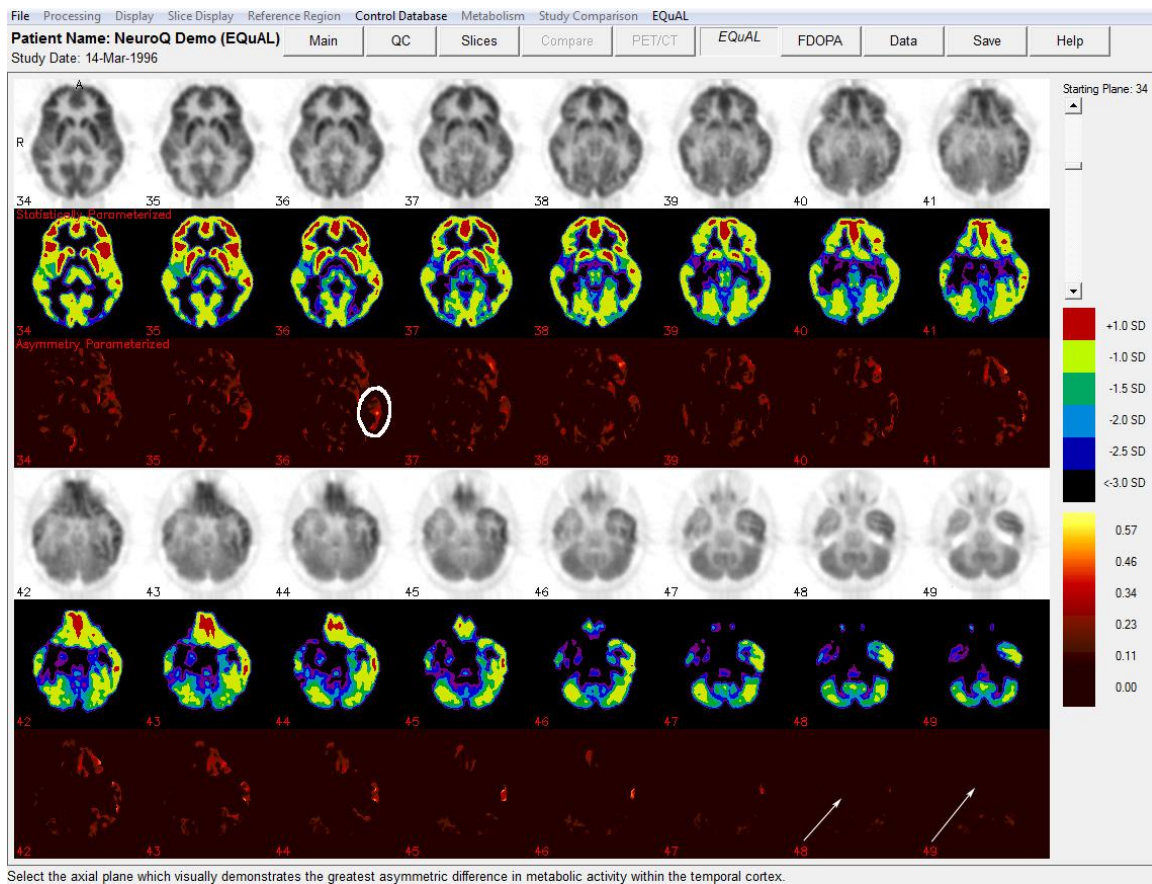 File Processing Display Slice Display Reference Region Control Database Metabolism Study Comparison EQuAL
Patient Name: NeuroQ Demo (EQuAL) Main QC Slices Compare PET/CT EQuAL FDOPA Data Save Help
Study Date: 14-Mar-1996
Starting Plane: 34
A
R
34 35 36 37 38 39 40 41
Statistically Parameterized
34 35 36 37 38 39 40 41
Asymmetry Parameterized
34 35 36 37 38 39 40 41
+1.0 SD
-1.0 SD
-1.5 SD
-2.0 SD
-2.5 SD
<-3.0 SD
42 43 44 45 46 47 48 49
42 43 44 45 46 47 48 49
42 43 44 45 46 47 48 49
0.57
0.46
0.34
0.23
0.11
0.00
Select the axial plane which visually demonstrates the greatest asymmetric difference in metabolic activity within the temporal cortex.